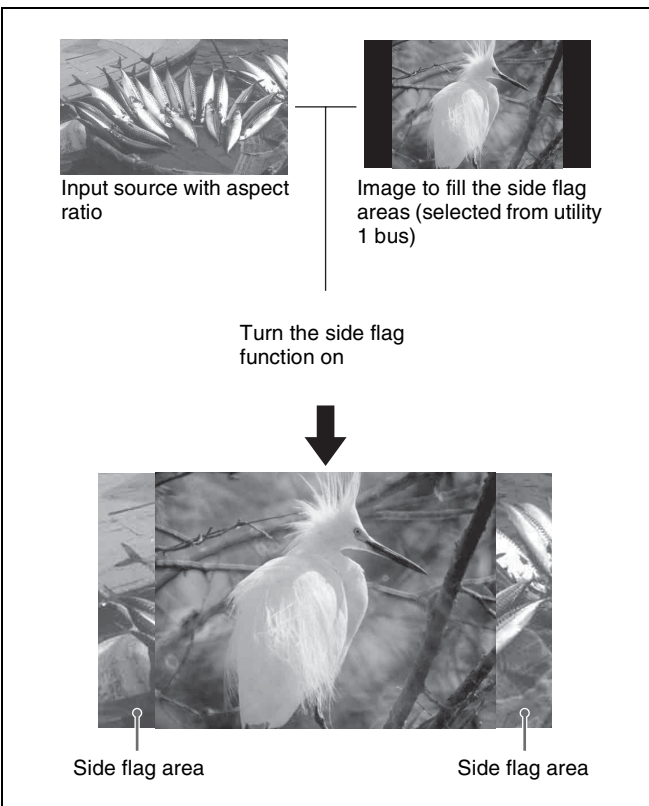 Input source with aspect
ratio
Image to fill the side flag
areas (selected from utility
1 bus)
Turn the side flag
function on
Side flag area
Side flag area